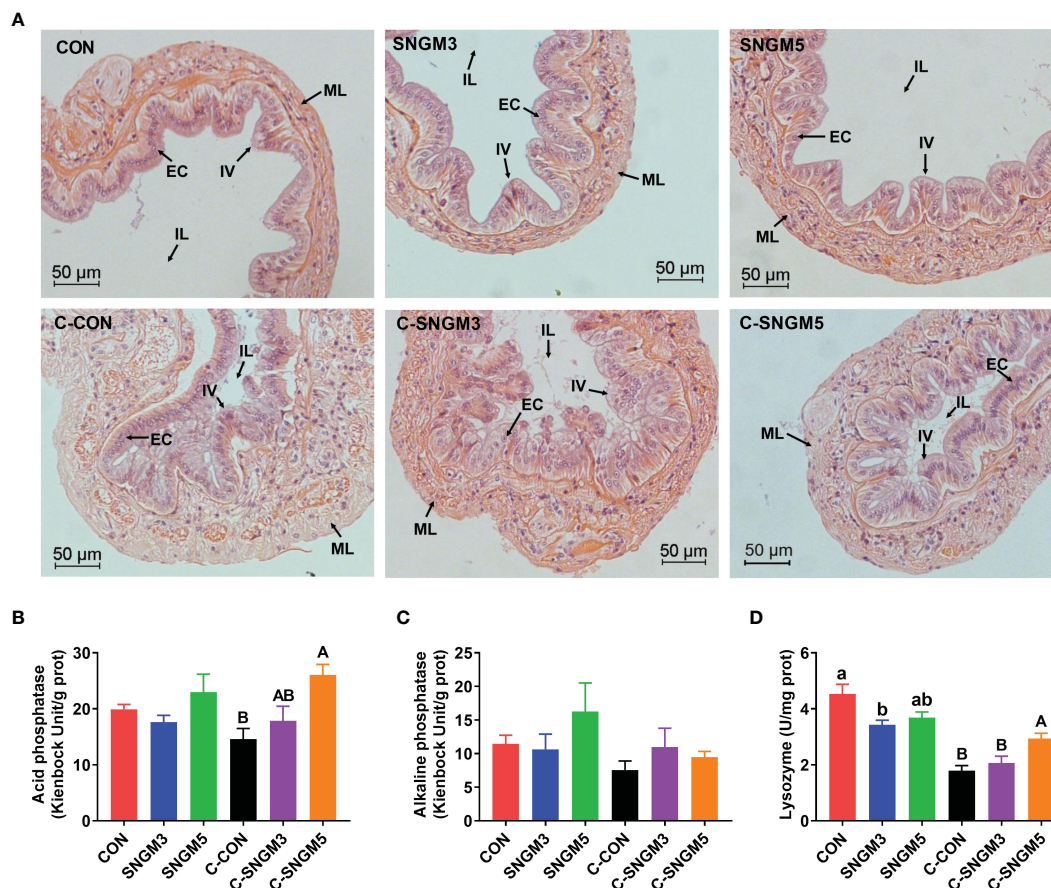 A
CON
ML
EC
IV
IL
50 µm
SNGM3
IL
EC
IV
ML
50 µm
SNGM5
IL
EC
IV
ML
50 µm
C-CON
IL
IV
EC
ML
50 µm
C-SNGM3
IL
IV
EC
ML
50 µm
C-SNGM5
EC
IL
ML
IV
50 µm
B
Acid phosphatase
(Kienbock Unit/g prot)
30
20
10
0
B
AB
A
CON
SNGM3
SNGM5
C-CON
C-SNGM3
C-SNGM5
C
Alkaline phosphatase
(Kienbock Unit/g prot)
25
20
15
10
5
0
CON
SNGM3
SNGM5
C-CON
C-SNGM3
C-SNGM5
D
Lysozyme (U/mg prot)
6
4
2
0
a
b
ab
B
B
A
CON
SNGM3
SNGM5
C-CON
C-SNGM3
C-SNGM5